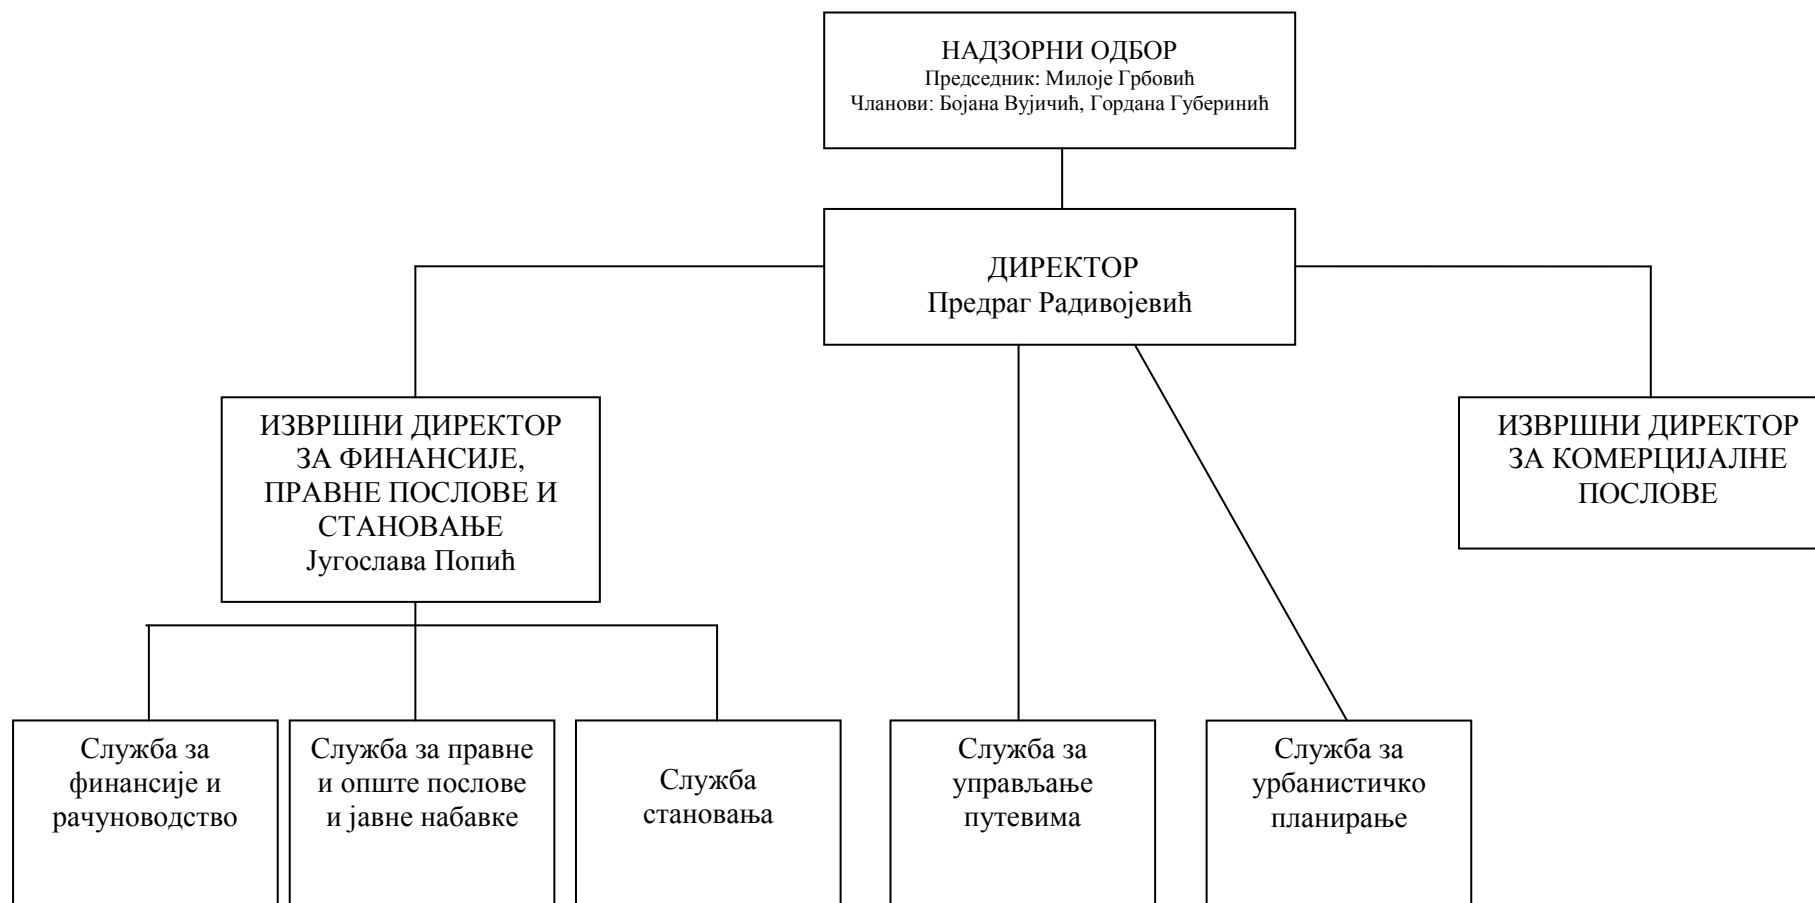 НАДЗОРНИ ОДБОР
Председник: Милоје Грбовић
Чланови: Бојана Вујичић, Гордана Губеринић
ДИРЕКТОР
Предраг Радивојевић
ИЗВРШНИ ДИРЕКТОР
ЗА ФИНАНСИЈЕ,
ПРАВНЕ ПОСЛОВЕ И
СТАНОВАЊЕ
Југослава Попић
ИЗВРШНИ ДИРЕКТОР
ЗА КОМЕРЦИЈАЛНЕ
ПОСЛОВЕ
Служба за
финансије и
рачуноводство
Служба за правне
и опште послове
и јавне набавке
Служба
становања
Служба за
управљање
путевима
Служба за
урбанистичко
планирање